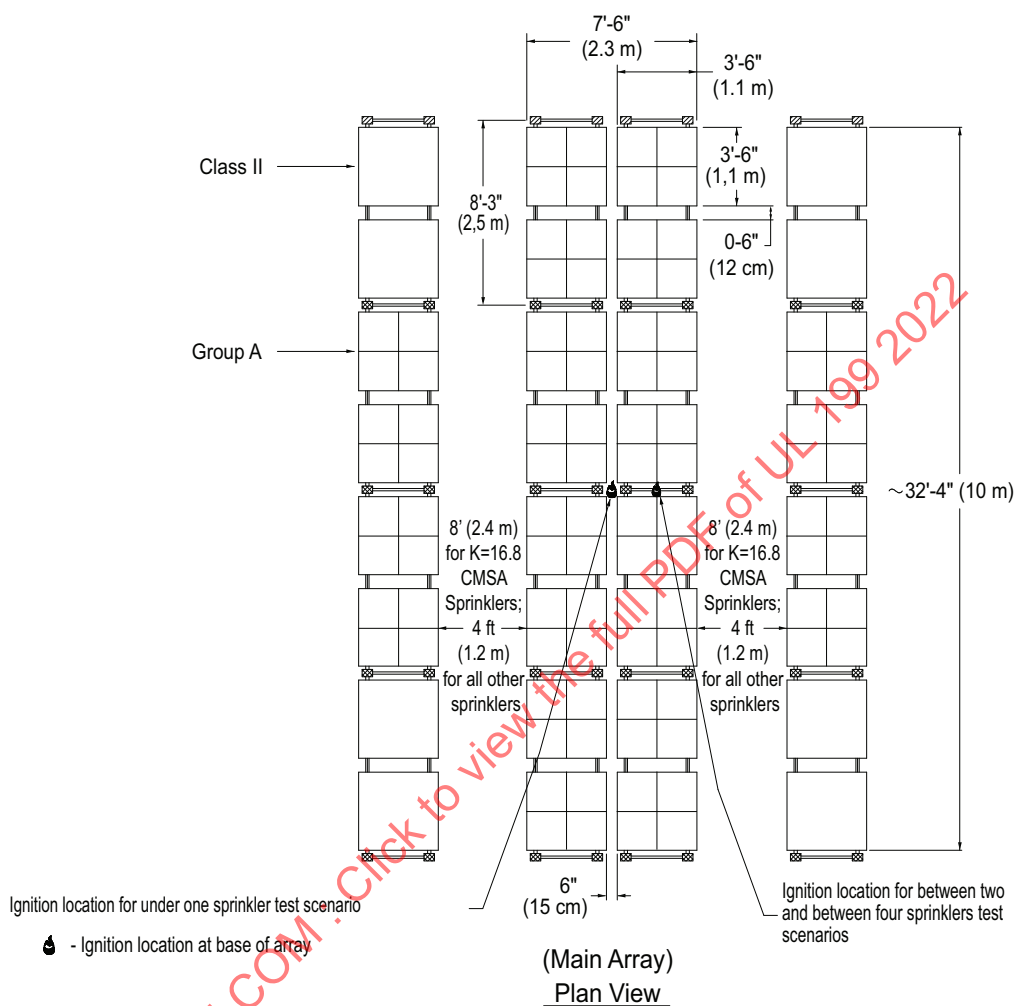 7'-6"
(2.3 m)
3'-6"
(1.1 m)
Class II
3'-6"
(1,1 m)
8'-3"
(2,5 m)
0-6"
(12 cm)
Group A
~32'-4" (10 m)
8' (2.4 m)
for K=16.8
CMSA
Sprinklers;
4 ft
(1.2 m)
for all other
sprinklers
8' (2.4 m)
for K=16.8
CMSA
Sprinklers;
4 ft
(1.2 m)
for all other
sprinklers
6"
(15 cm)
Ignition location for under one sprinkler test scenario
- Ignition location at base of array
Ignition location for between two
and between four sprinklers test
scenarios
(Main Array)
Plan View
.COM : Click to view the full PDF of UL 199 2022